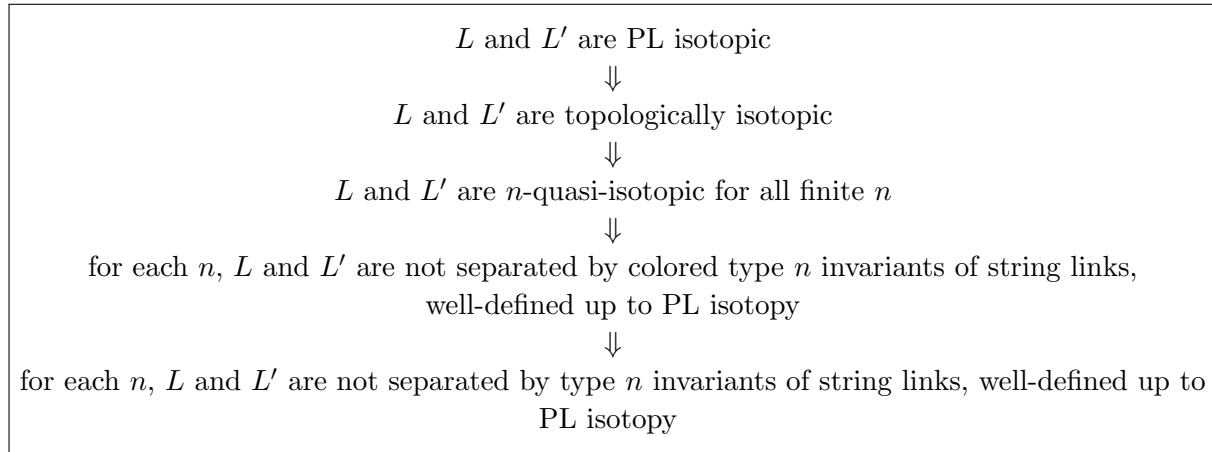 L and L′ are PL isotopic
⇓
L and L′ are topologically isotopic
⇓
L and L′ are n-quasi-isotopic for all finite n
⇓
for each n, L and L′ are not separated by colored type n invariants of string links,
well-defined up to PL isotopy
⇓
for each n, L and L′ are not separated by type n invariants of string links, well-defined up to
PL isotopy